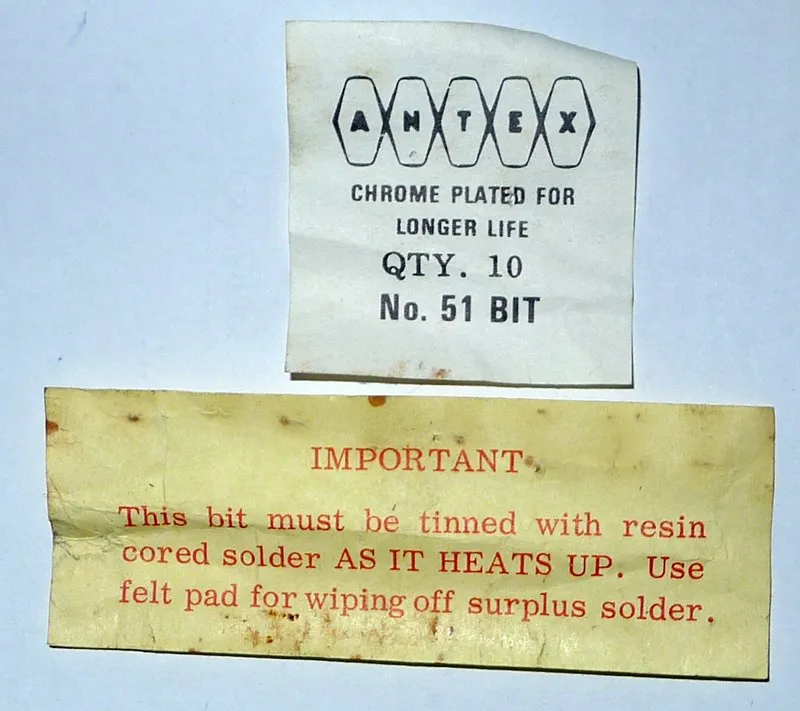 ANTEX
CHROME PLATED FOR
LONGER LIFE
QTY. 10
No. 51 BIT
IMPORTANT
This bit must be tinned with resin
cored solder AS IT HEATS UP. Use
felt pad for wiping off surplus solder.